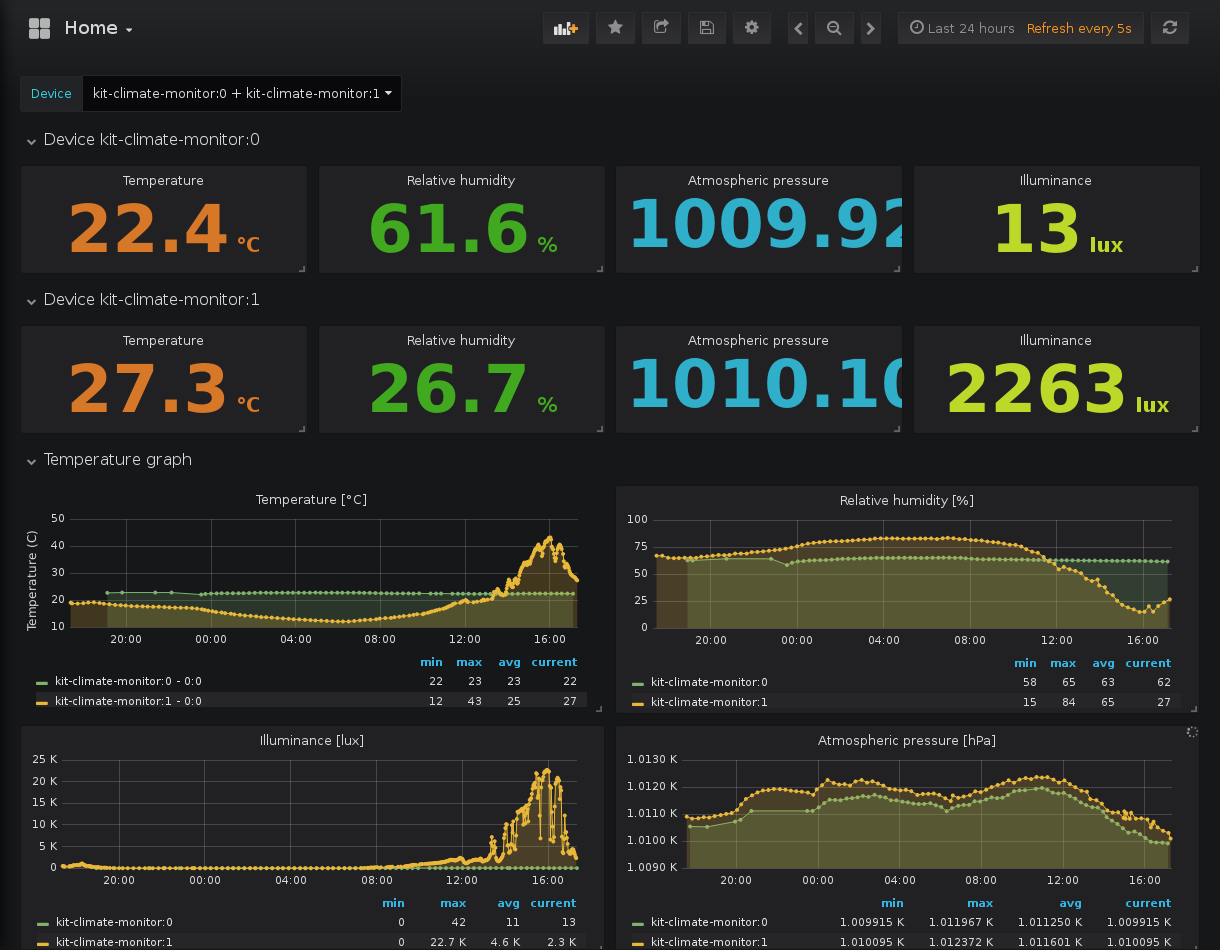 Home
Last 24 hours Refresh every 5s
Device kit-climate-monitor:0 + kit-climate-monitor:1
Device kit-climate-monitor:0
Temperature Relative humidity Atmospheric pressure Illuminance
22.4 °C 61.6 % 1009.92 13 lux
Device kit-climate-monitor:1
Temperature Relative humidity Atmospheric pressure Illuminance
27.3 °C 26.7 % 1010.10 2263 lux
Temperature graph
Temperature [°C]
Temperature (C)
50
40
30
20
10
20:00 00:00 04:00 08:00 12:00 16:00
min max avg current
kit-climate-monitor:0 - 0:0 22 23 23 22
kit-climate-monitor:1 - 0:0 12 43 25 27
Relative humidity [%]
100
75
50
25
0
20:00 00:00 04:00 08:00 12:00 16:00
min max avg current
kit-climate-monitor:0 58 65 63 62
kit-climate-monitor:1 15 84 65 27
Illuminance [lux]
25 K
20 K
15 K
10 K
5 K
0
20:00 00:00 04:00 08:00 12:00 16:00
min max avg current
kit-climate-monitor:0 0 42 11 13
kit-climate-monitor:1 0 22.7 K 4.6 K 2.3 K
Atmospheric pressure [hPa]
1.0130 K
1.0120 K
1.0110 K
1.0100 K
1.0090 K
20:00 00:00 04:00 08:00 12:00 16:00
min max avg current
kit-climate-monitor:0 1.009915 K 1.011967 K 1.011250 K 1.009915 K
kit-climate-monitor:1 1.010095 K 1.012372 K 1.011601 K 1.010095 K